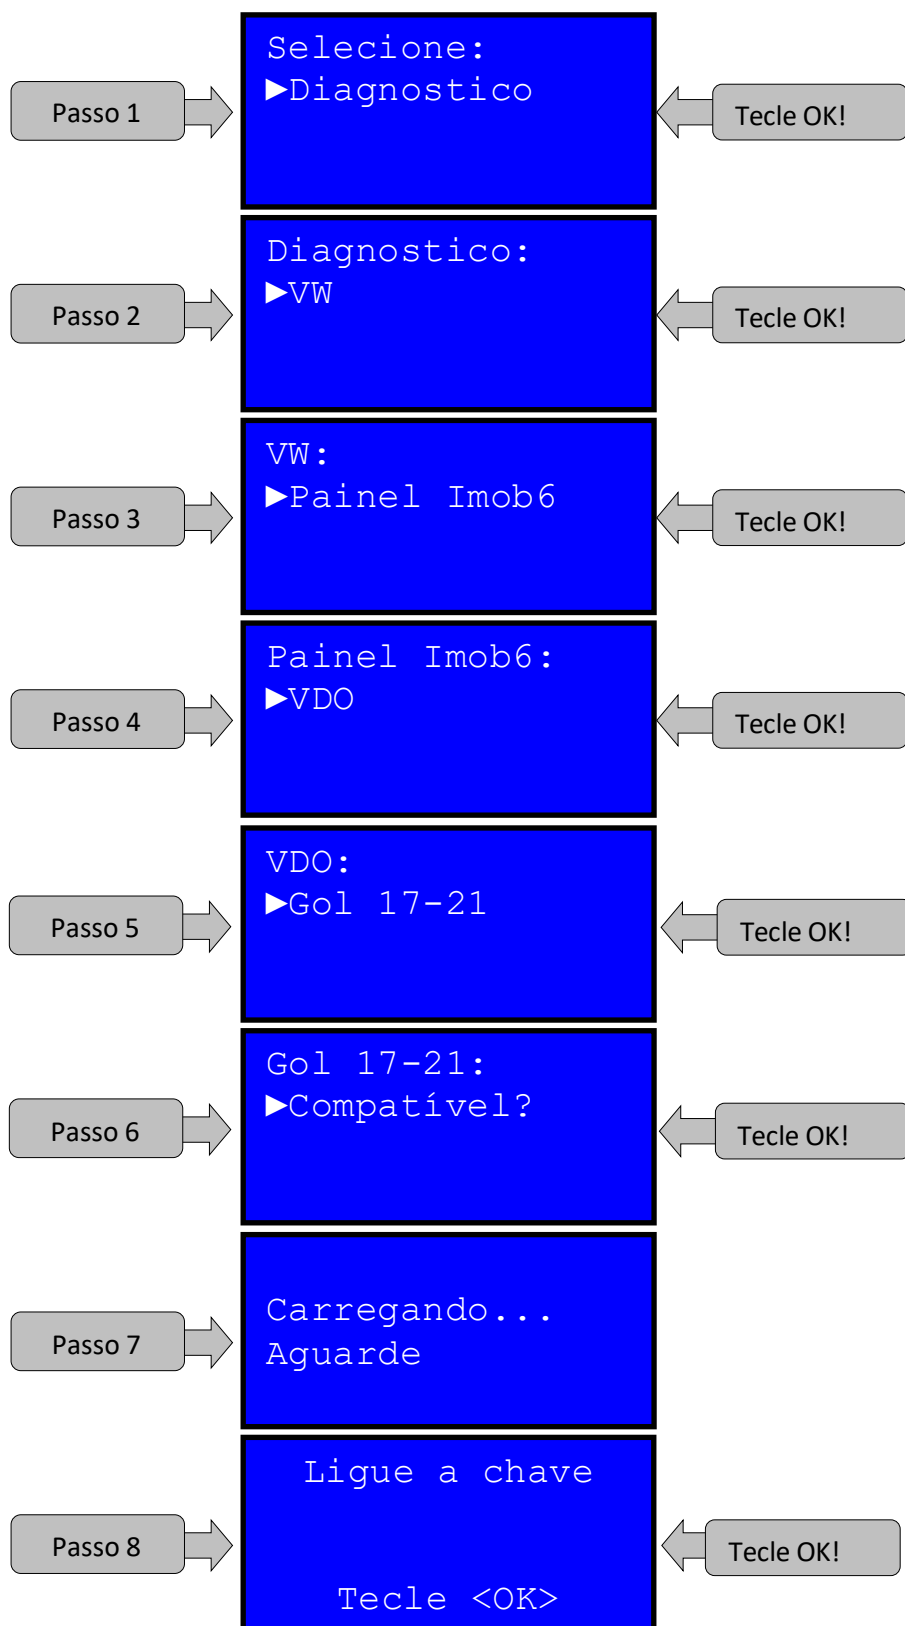 Selecione:
►Diagnostico
Passo 1
Tecle OK!
Diagnostico:
►VW
Passo 2
Tecle OK!
VW:
►Painel Imob6
Passo 3
Tecle OK!
Painel Imob6:
►VDO
Passo 4
Tecle OK!
VDO:
►Gol 17-21
Passo 5
Tecle OK!
Gol 17-21:
►Compatível?
Passo 6
Tecle OK!
Carregando...
Aguarde
Passo 7
Ligue a chave
Passo 8
Tecle OK!
Tecle <OK>